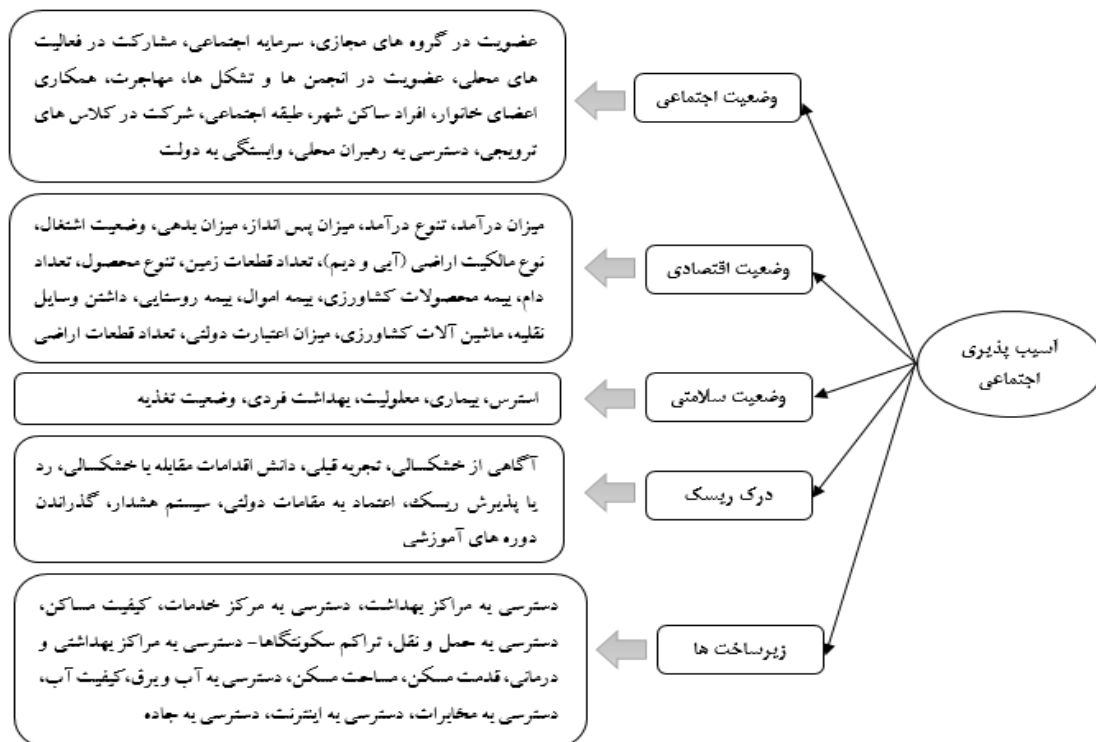 آسیب پذیری
اجتماعی
وضعیت اجتماعی
عضویت در گروه های مجازی، سرمایه اجتماعی، مشارکت در فعالیت
های محلی، عضویت در انجمن ها و تشکل ها، مهاجرت، همکاری
اعضای خانوار، افراد ساکن شهر، طبقه اجتماعی، شرکت در کلاس های
ترویجی، دسترسی به رهبران محلی، وابستگی به دولت
وضعیت اقتصادی
میزان درآمد، تنوع درآمد، میزان پس انداز، میزان بدهی، وضعیت اشتغال،
نوع مالکیت اراضی (آبی و دیم)، تعداد قطعات زمین، تنوع محصول، تعداد
دام، بیمه محصولات کشاورزی، بیمه اموال، بیمه روستایی، داشتن وسایل
نقلیه، ماشین آلات کشاورزی، میزان اعتبارت دولتی، تعداد قطعات اراضی
وضعیت سلامتی
استرس، بیماری، معلولیت، بهداشت فردی، وضعیت تغذیه
درک ریسک
آگاهی از خشکسالی، تجربه قبلی، دانش اقدامات مقابله با خشکسالی، رد
یا پذیرش ریسک، اعتماد به مقامات دولتی، سیستم هشدار، گذراندن
دوره های آموزشی
زیرساخت ها
دسترسی به مراکز بهداشت، دسترسی به مرکز خدمات، کیفیت مساکن،
دسترسی به حمل و نقل، تراکم سکونتگاها- دسترسی به مراکز بهداشتی و
درمانی، قدمت مسکن، مساحت مسکن، دسترسی به آب و برق،کیفیت آب،
دسترسی به مخابرات، دسترسی به اینترنت، دسترسی به جاده